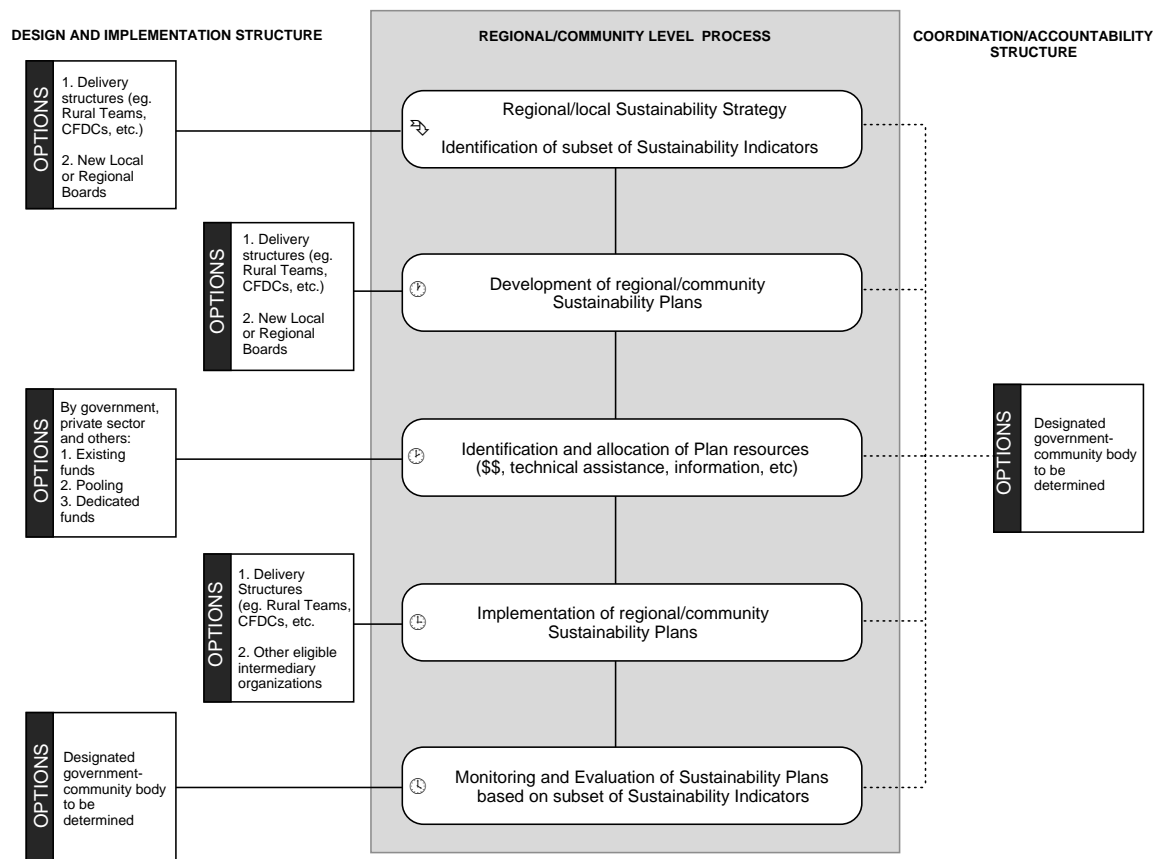 DESIGN AND IMPLEMENTATION STRUCTURE
REGIONAL/COMMUNITY LEVEL PROCESS
COORDINATION/ACCOUNTABILITY
STRUCTURE
OPTIONS
1. Delivery
structures (eg.
Rural Teams,
CFDCs, etc.)
2. New Local
or Regional
Boards
Regional/local Sustainability Strategy
Identification of subset of Sustainability Indicators
OPTIONS
1. Delivery
structures (eg.
Rural Teams,
CFDCs, etc.)
2. New Local
or Regional
Boards
Development of regional/community
Sustainability Plans
OPTIONS
By government,
private sector
and others:
1. Existing
funds
2. Pooling
3. Dedicated
funds
Identification and allocation of Plan resources
($$, technical assistance, information, etc)
OPTIONS
Designated
government-
community body
to be
determined
OPTIONS
1. Delivery
Structures
(eg. Rural Teams,
CFDCs, etc.
2. Other eligible
intermediary
organizations
Implementation of regional/community
Sustainability Plans
OPTIONS
Designated
government-
community body
to be
determined
Monitoring and Evaluation of Sustainability Plans
based on subset of Sustainability Indicators